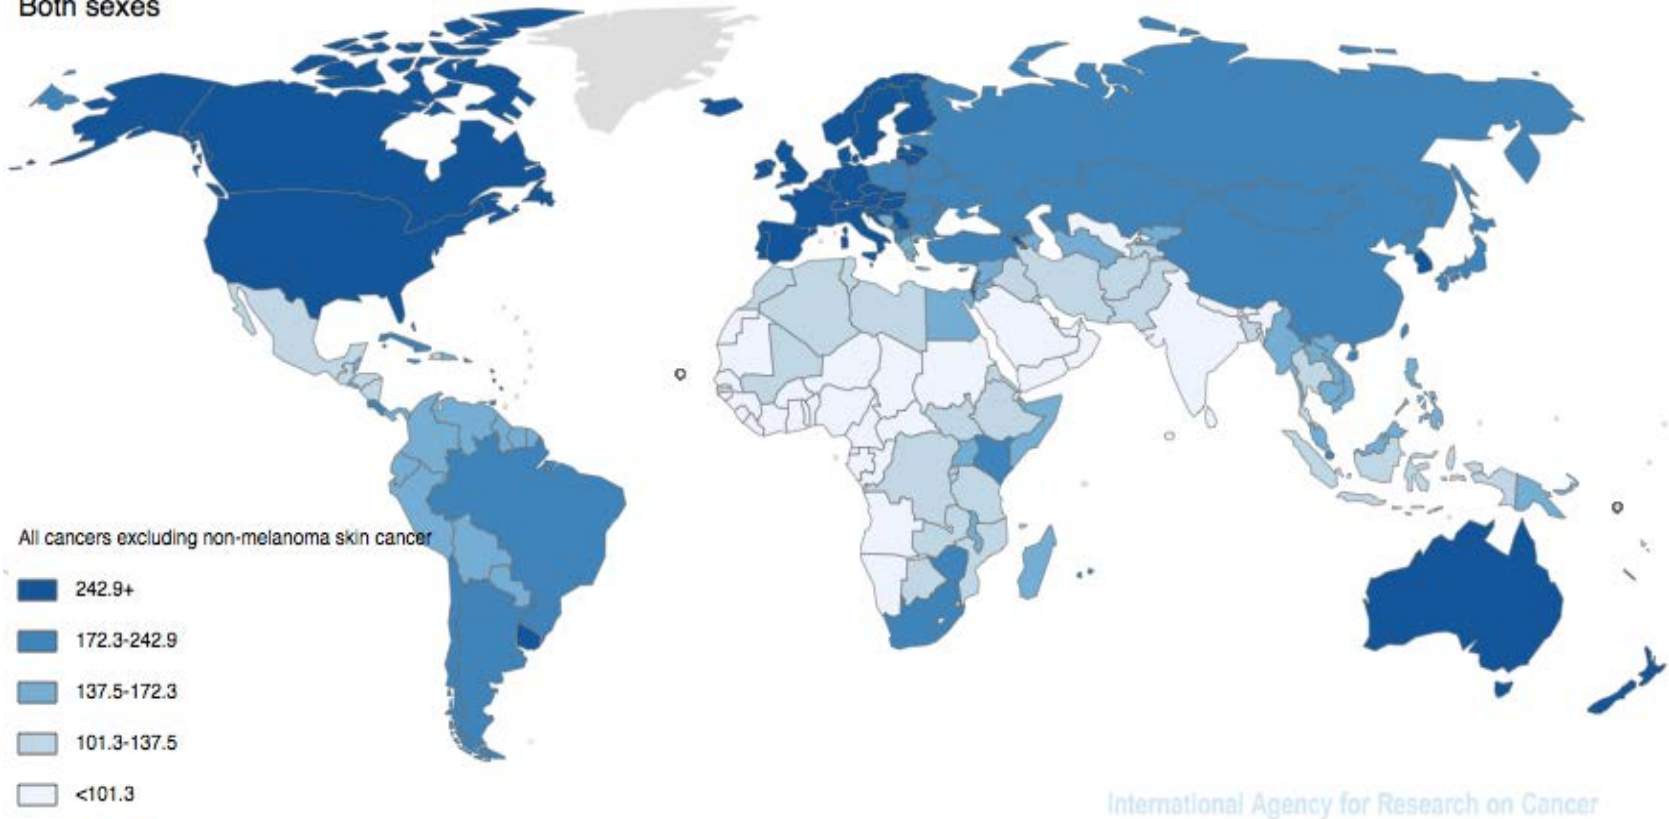 Both sexes
All cancers excluding non-melanoma skin cancer
242.9+
172.3-242.9
137.5-172.3
101.3-137.5
<101.3
International Agency for Research on Cancer